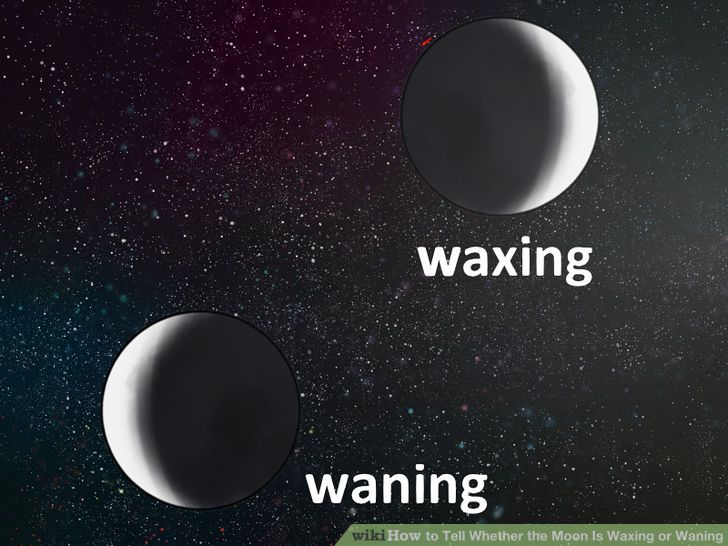 waxing
waning
wikiHow to Tell Whether the Moon Is Waxing or Waning